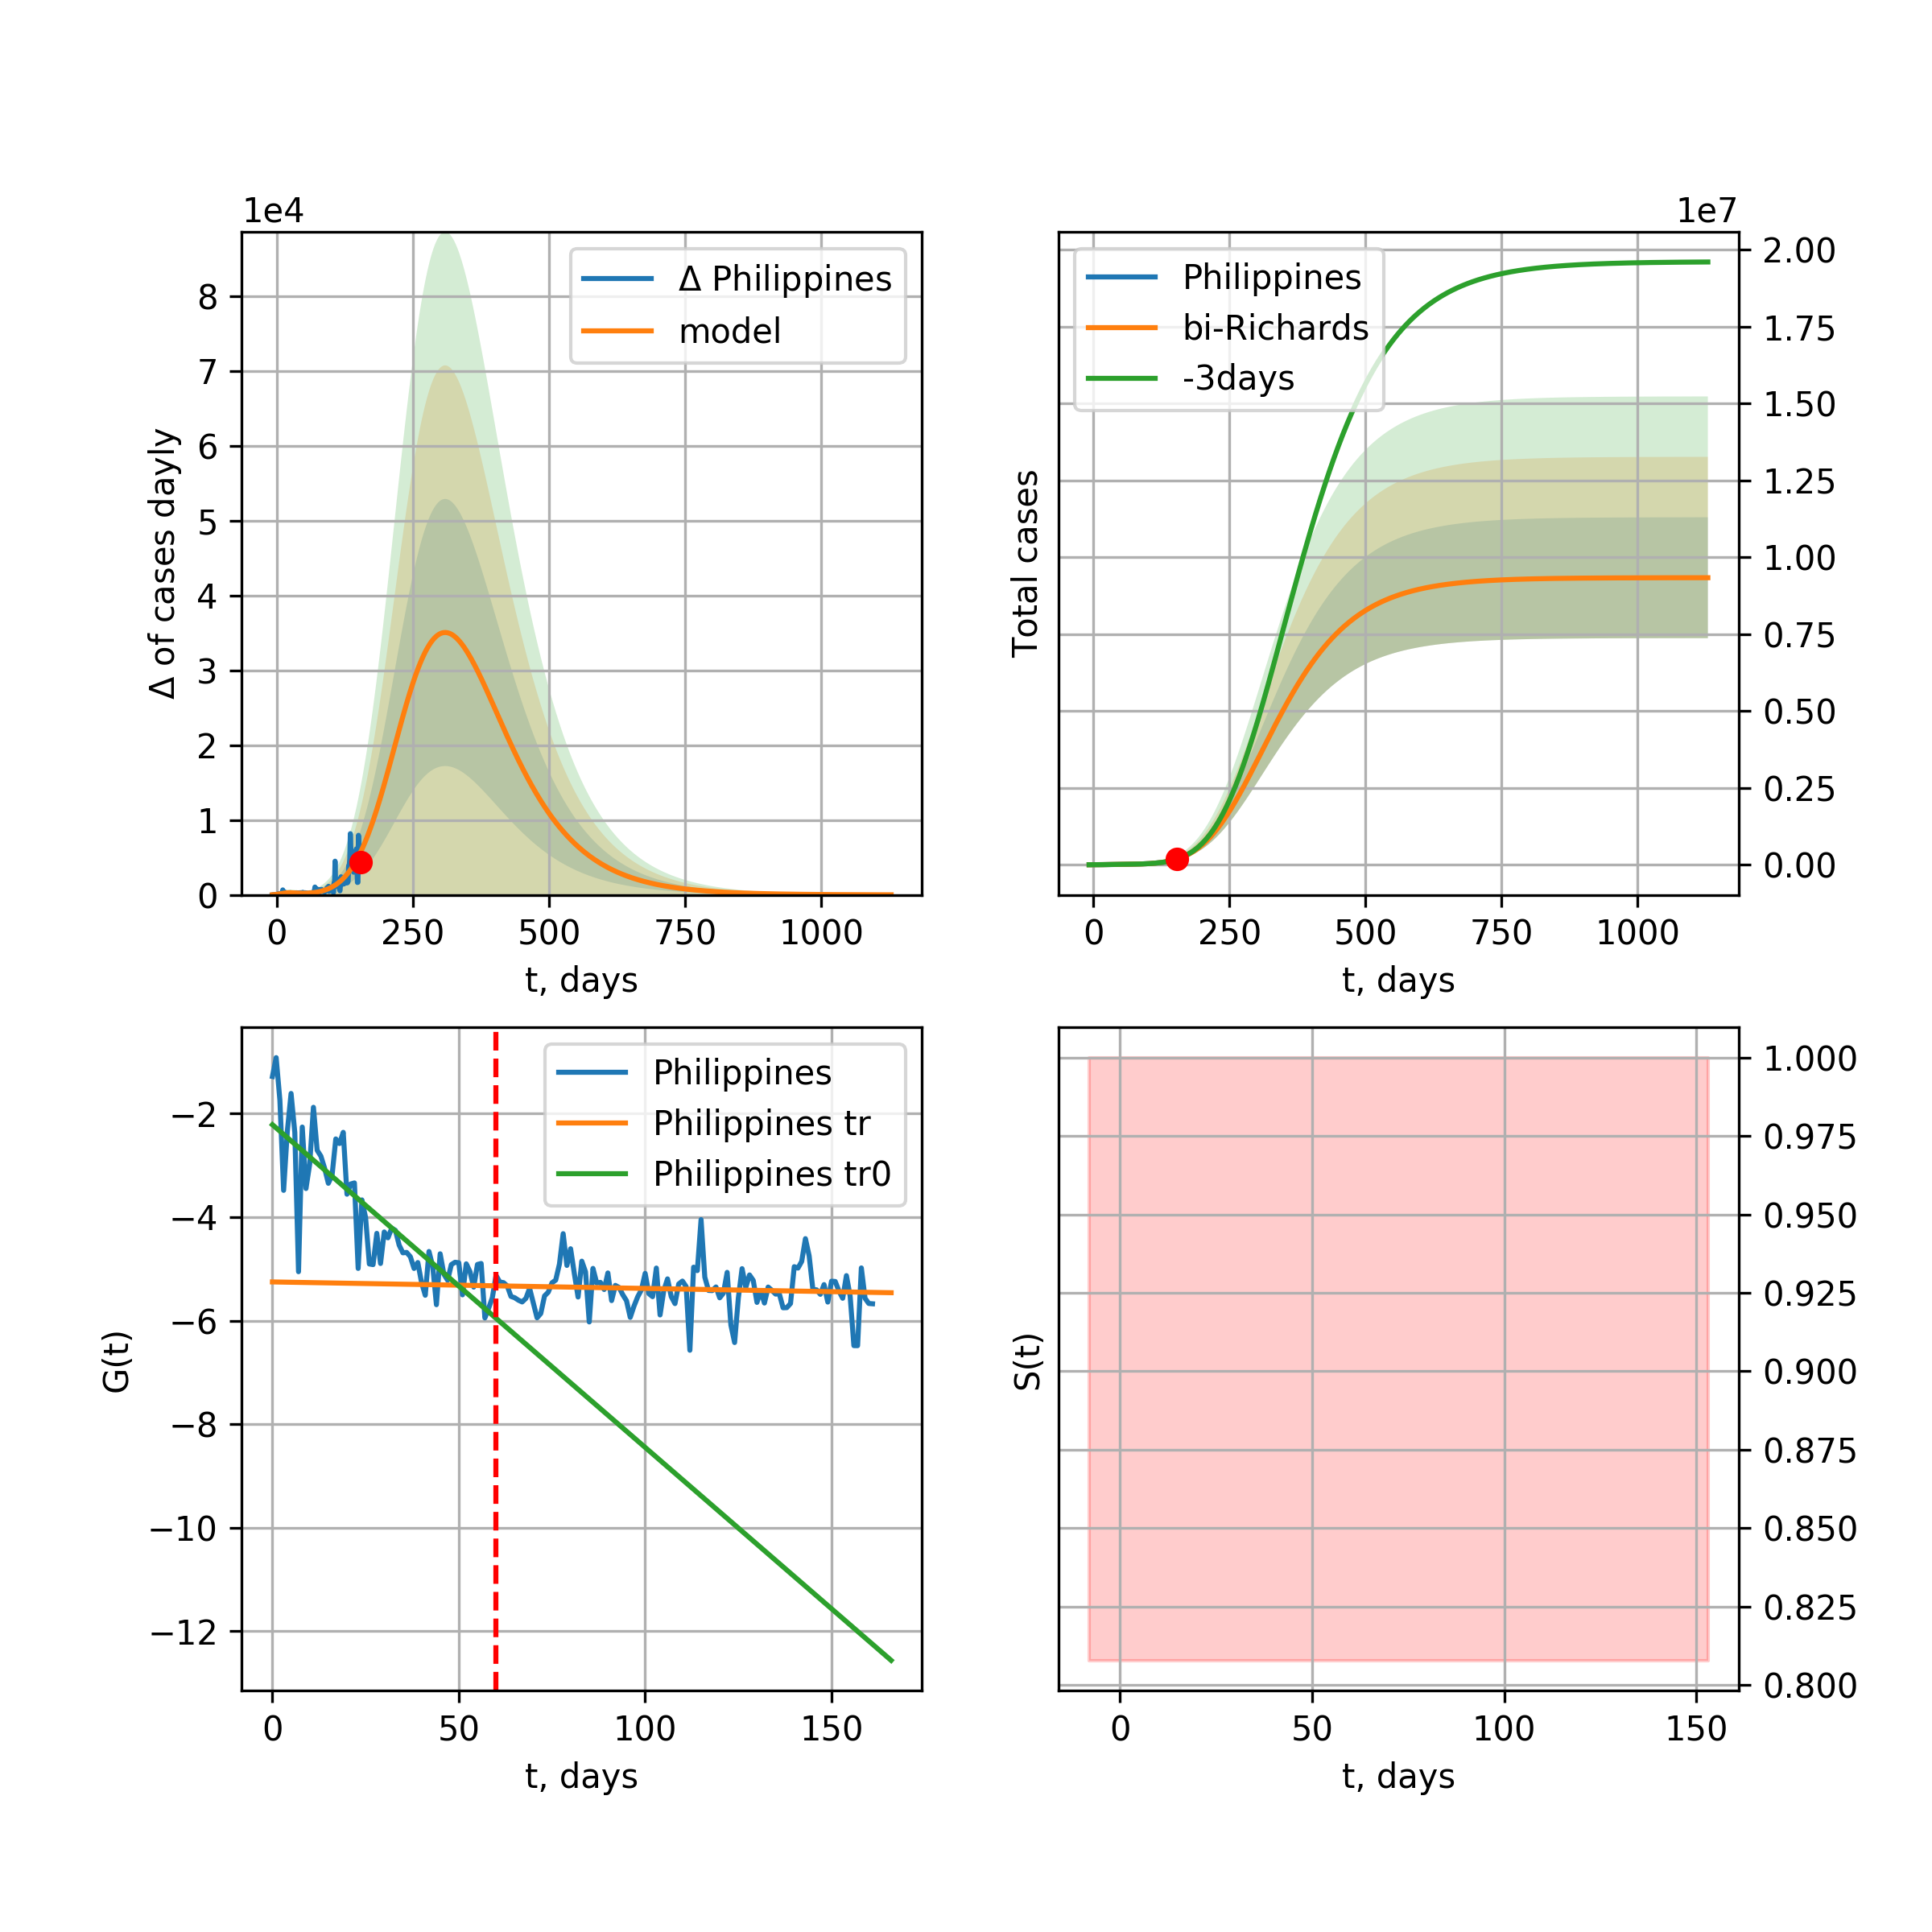 1e4
Δ of cases dayly
8
7
6
5
4
3
2
1
0
Δ Philippines
model
0 250 500 750 1000
t, days
1e7
Total cases
Philippines
bi-Richards
-3days
2.00
1.75
1.50
1.25
1.00
0.75
0.50
0.25
0.00
0 250 500 750 1000
t, days
G(t)
−2
−4
−6
−8
−10
−12
Philippines
Philippines tr
Philippines tr0
0 50 100 150
t, days
S(t)
1.000
0.975
0.950
0.925
0.900
0.875
0.850
0.825
0.800
0 50 100 150
t, days